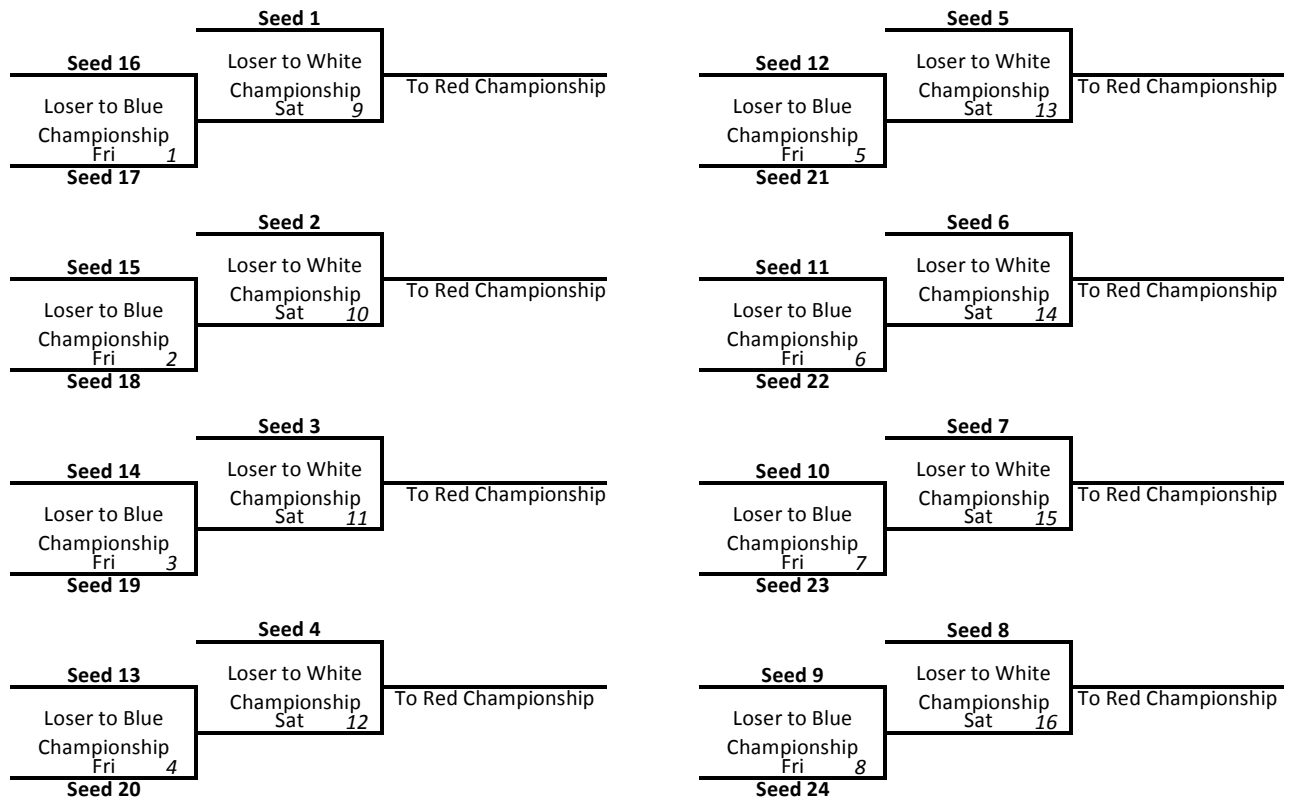 Seed 1
Seed 16
Loser to White
Championship
Sat 9
To Red Championship
Loser to Blue
Championship
Fri 1
Seed 17
Seed 2
Seed 15
Loser to White
Championship
Sat 10
To Red Championship
Loser to Blue
Championship
Fri 2
Seed 18
Seed 3
Seed 14
Loser to White
Championship
Sat 11
To Red Championship
Loser to Blue
Championship
Fri 3
Seed 19
Seed 4
Seed 13
Loser to White
Championship
Sat 12
To Red Championship
Loser to Blue
Championship
Fri 4
Seed 20
Seed 5
Seed 12
Loser to White
Championship
Sat 13
To Red Championship
Loser to Blue
Championship
Fri 5
Seed 21
Seed 6
Seed 11
Loser to White
Championship
Sat 14
To Red Championship
Loser to Blue
Championship
Fri 6
Seed 22
Seed 7
Seed 10
Loser to White
Championship
Sat 15
To Red Championship
Loser to Blue
Championship
Fri 7
Seed 23
Seed 8
Seed 9
Loser to White
Championship
Sat 16
To Red Championship
Loser to Blue
Championship
Fri 8
Seed 24